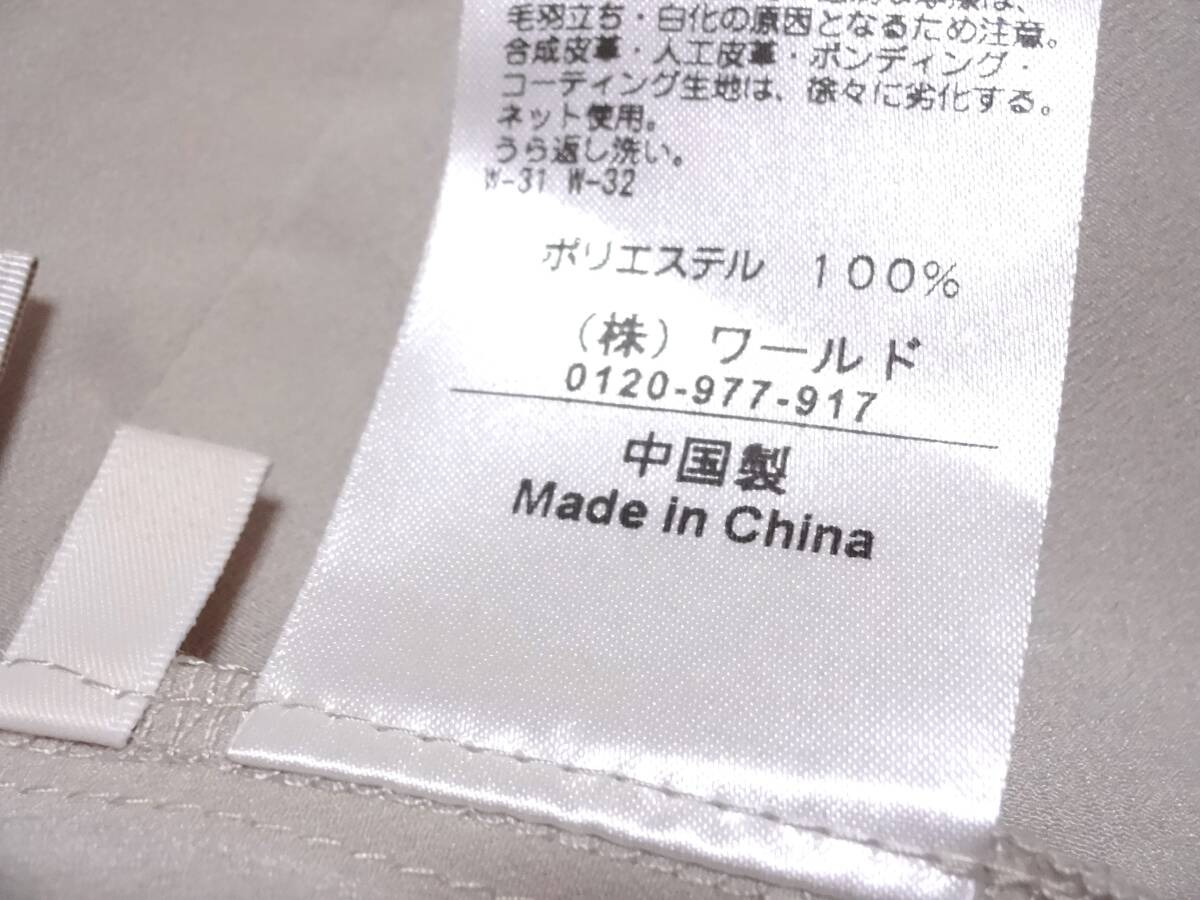 毛羽立ち・白化の原因となるため注意。
合成皮革・人工皮革・ボンディング・
コーティング生地は、徐々に劣化する。
ネット使用。
うら返し洗い。
W-31 W-32
ポリエステル 100%
(株) ワールド
0120-977-917
中国製
Made in China